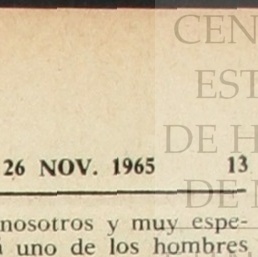 CEN
EST
26 NOV. 1965 13
DE H
DE M
nosotros y muy espe-
uno de los hombres